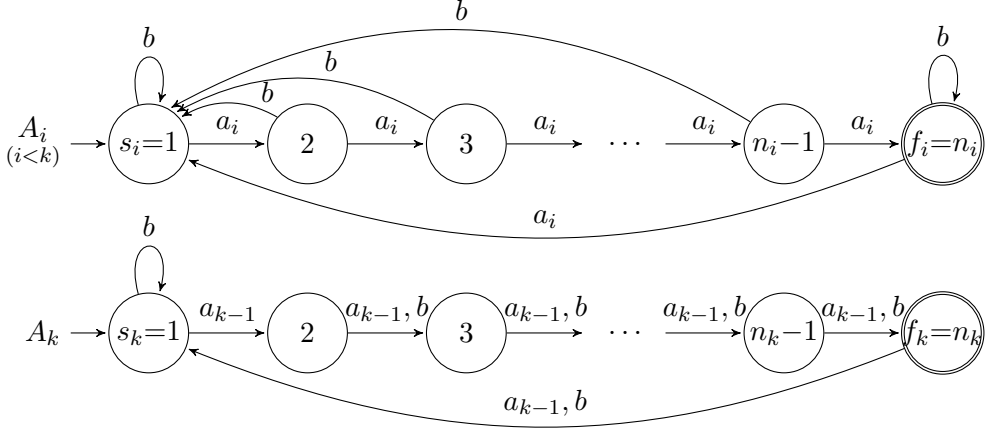 b b b b b
A_i (i<k) s_i=1 a_i 2 a_i 3 a_i ··· a_i n_i−1 a_i f_i=n_i
a_i
b
A_k s_k=1 a_{k−1} 2 a_{k−1}, b 3 a_{k−1}, b ··· a_{k−1}, b n_k−1 a_{k−1}, b f_k=n_k
a_{k−1}, b